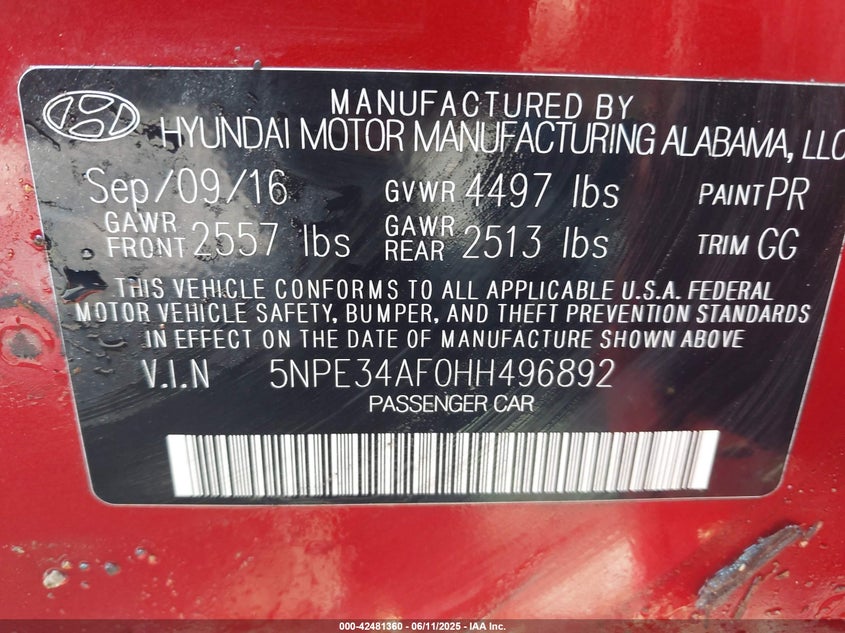 MANUFACTURED BY
HYUNDAI MOTOR MANUFACTURING ALABAMA, LLC
Sep/09/16 GVWR 4497 lbs PAINT PR
GAWR FRONT 2557 lbs GAWR REAR 2513 lbs TRIM GG
THIS VEHICLE CONFORMS TO ALL APPLICABLE U.S.A. FEDERAL
MOTOR VEHICLE SAFETY, BUMPER, AND THEFT PREVENTION STANDARDS
IN EFFECT ON THE DATE OF MANUFACTURE SHOWN ABOVE
V.I.N 5NPE34AF0HH496892
PASSENGER CAR
000-42481360 - 06/11/2025 - IAA Inc.